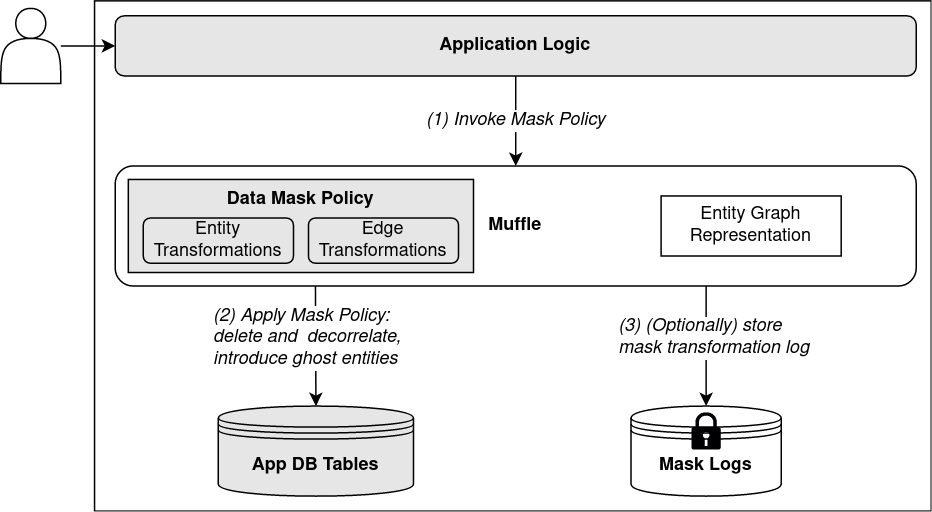 Application Logic
(1) Invoke Mask Policy
Data Mask Policy
Entity
Transformations
Edge
Transformations
Muffle
Entity Graph
Representation
(2) Apply Mask Policy:
delete and decorrelate,
introduce ghost entities
(3) (Optionally) store
mask transformation log
App DB Tables
Mask Logs